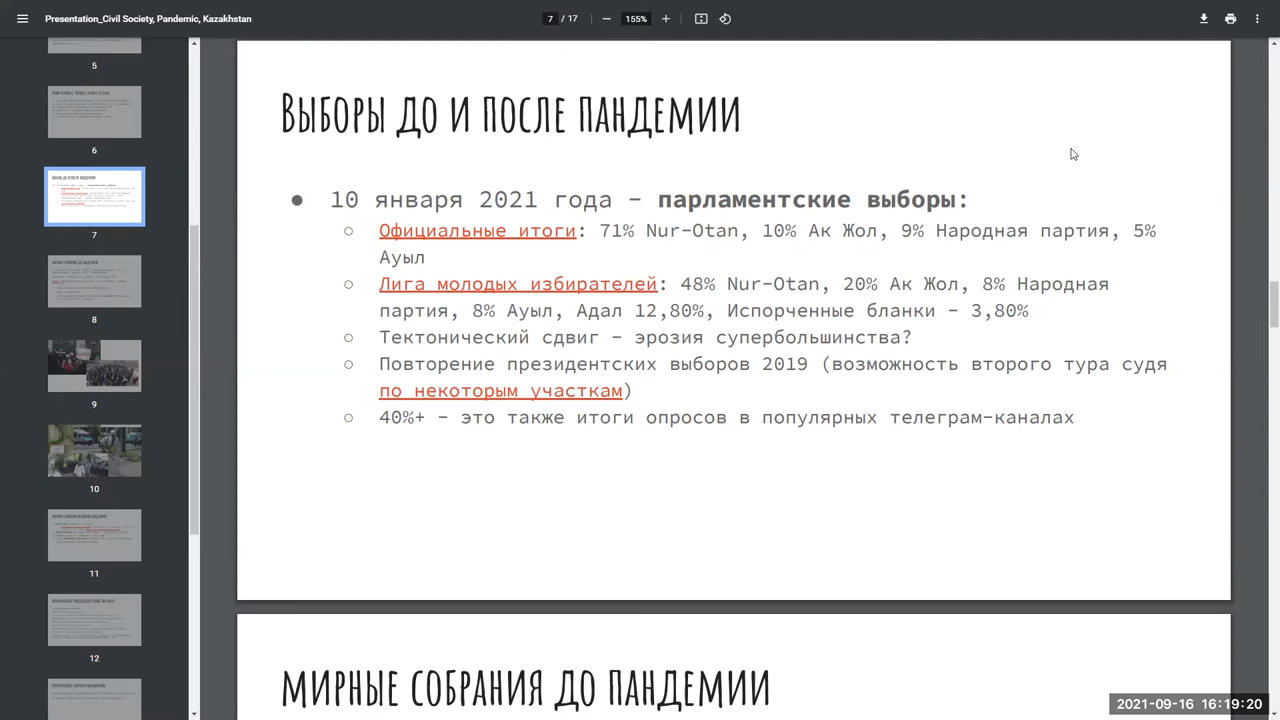 Presentation_Civil Society, Pandemic, Kazakhstan
7 / 17
155%
5
6
7
8
9
10
11
12
Выборы до и после пандемии
● 10 января 2021 года – парламентские выборы:
○ Официальные итоги: 71% Nur-Otan, 10% Ак Жол, 9% Народная партия, 5%
Ауыл
○ Лига молодых избирателей: 48% Nur-Otan, 20% Ак Жол, 8% Народная
партия, 8% Ауыл, Адал 12,80%, Испорченные бланки – 3,80%
○ Тектонический сдвиг – эрозия супербольшинства?
○ Повторение президентских выборов 2019 (возможность второго тура судя
по некоторым участкам)
○ 40%+ – это также итоги опросов в популярных телеграм-каналах
мирные собрания до пандемии
2021-09-16 16:19:20